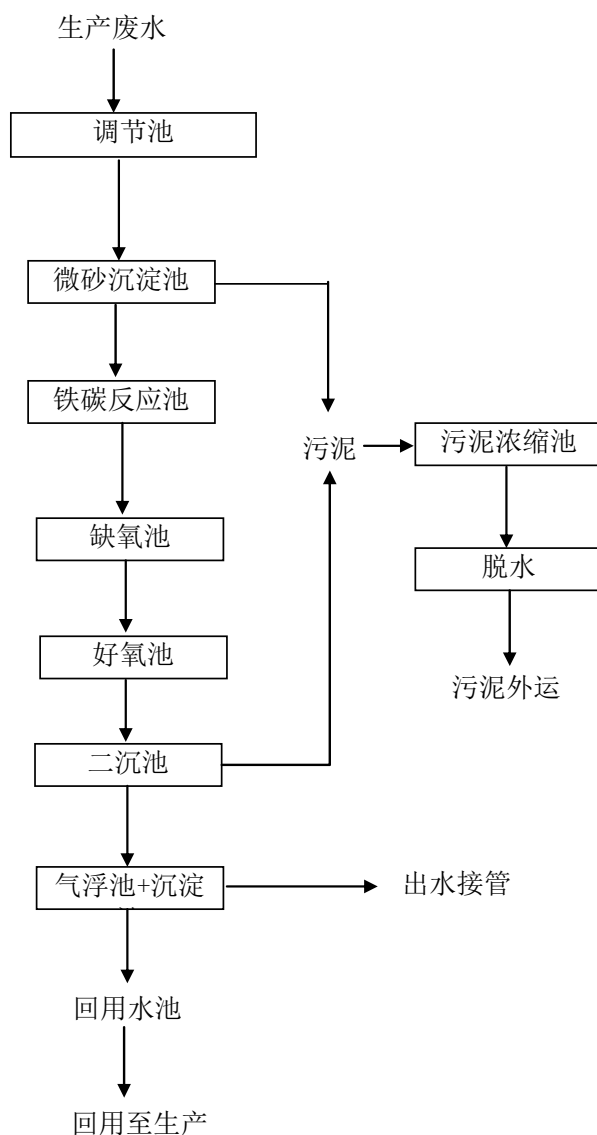 生产废水
调节池
微砂沉淀池
铁碳反应池
污泥
污泥浓缩池
缺氧池
脱水
好氧池
污泥外运
二沉池
气浮池+沉淀
出水接管
回用水池
回用至生产